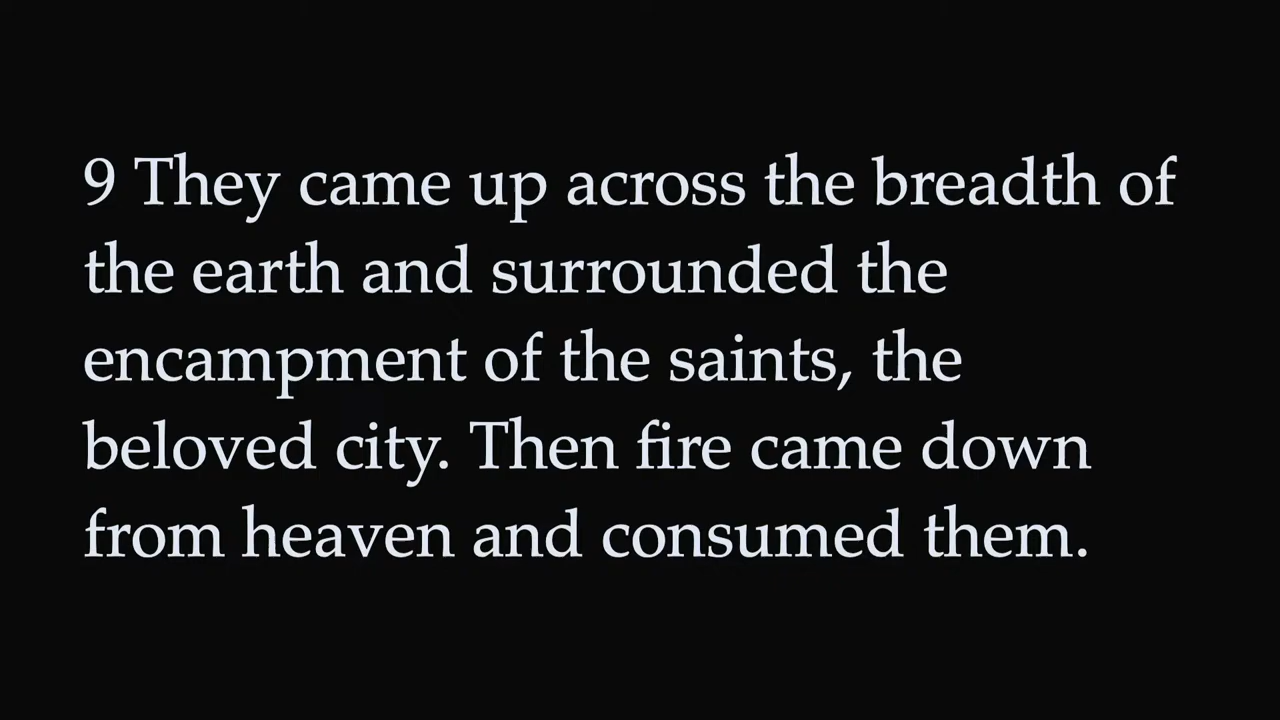 9 They came up across the breadth of
the earth and surrounded the
encampment of the saints, the
beloved city. Then fire came down
from heaven and consumed them.